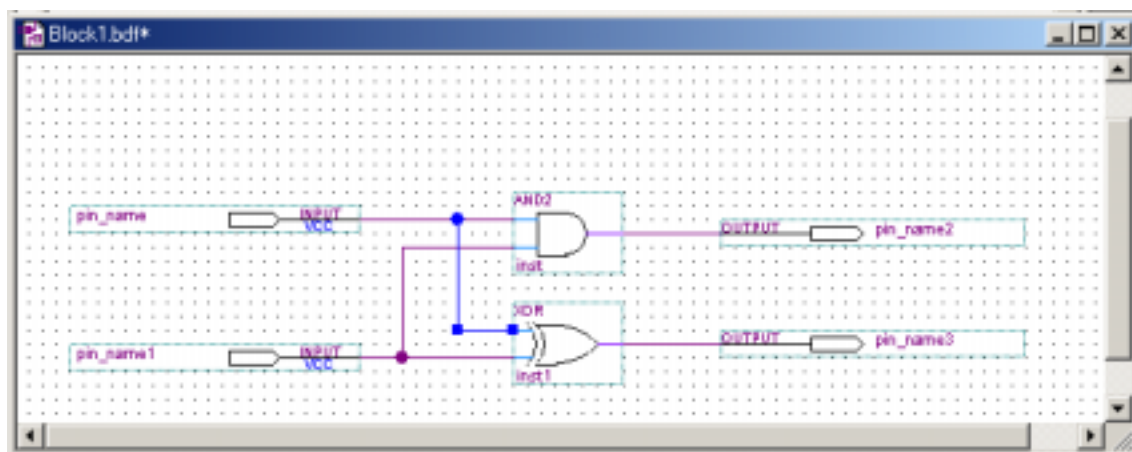 Block1.bdf*
AND2
pin_name INPUT
VCC
OUTPUT pin_name2
inst
XOR
pin_name1 INPUT
VCC
OUTPUT pin_name3
inst1